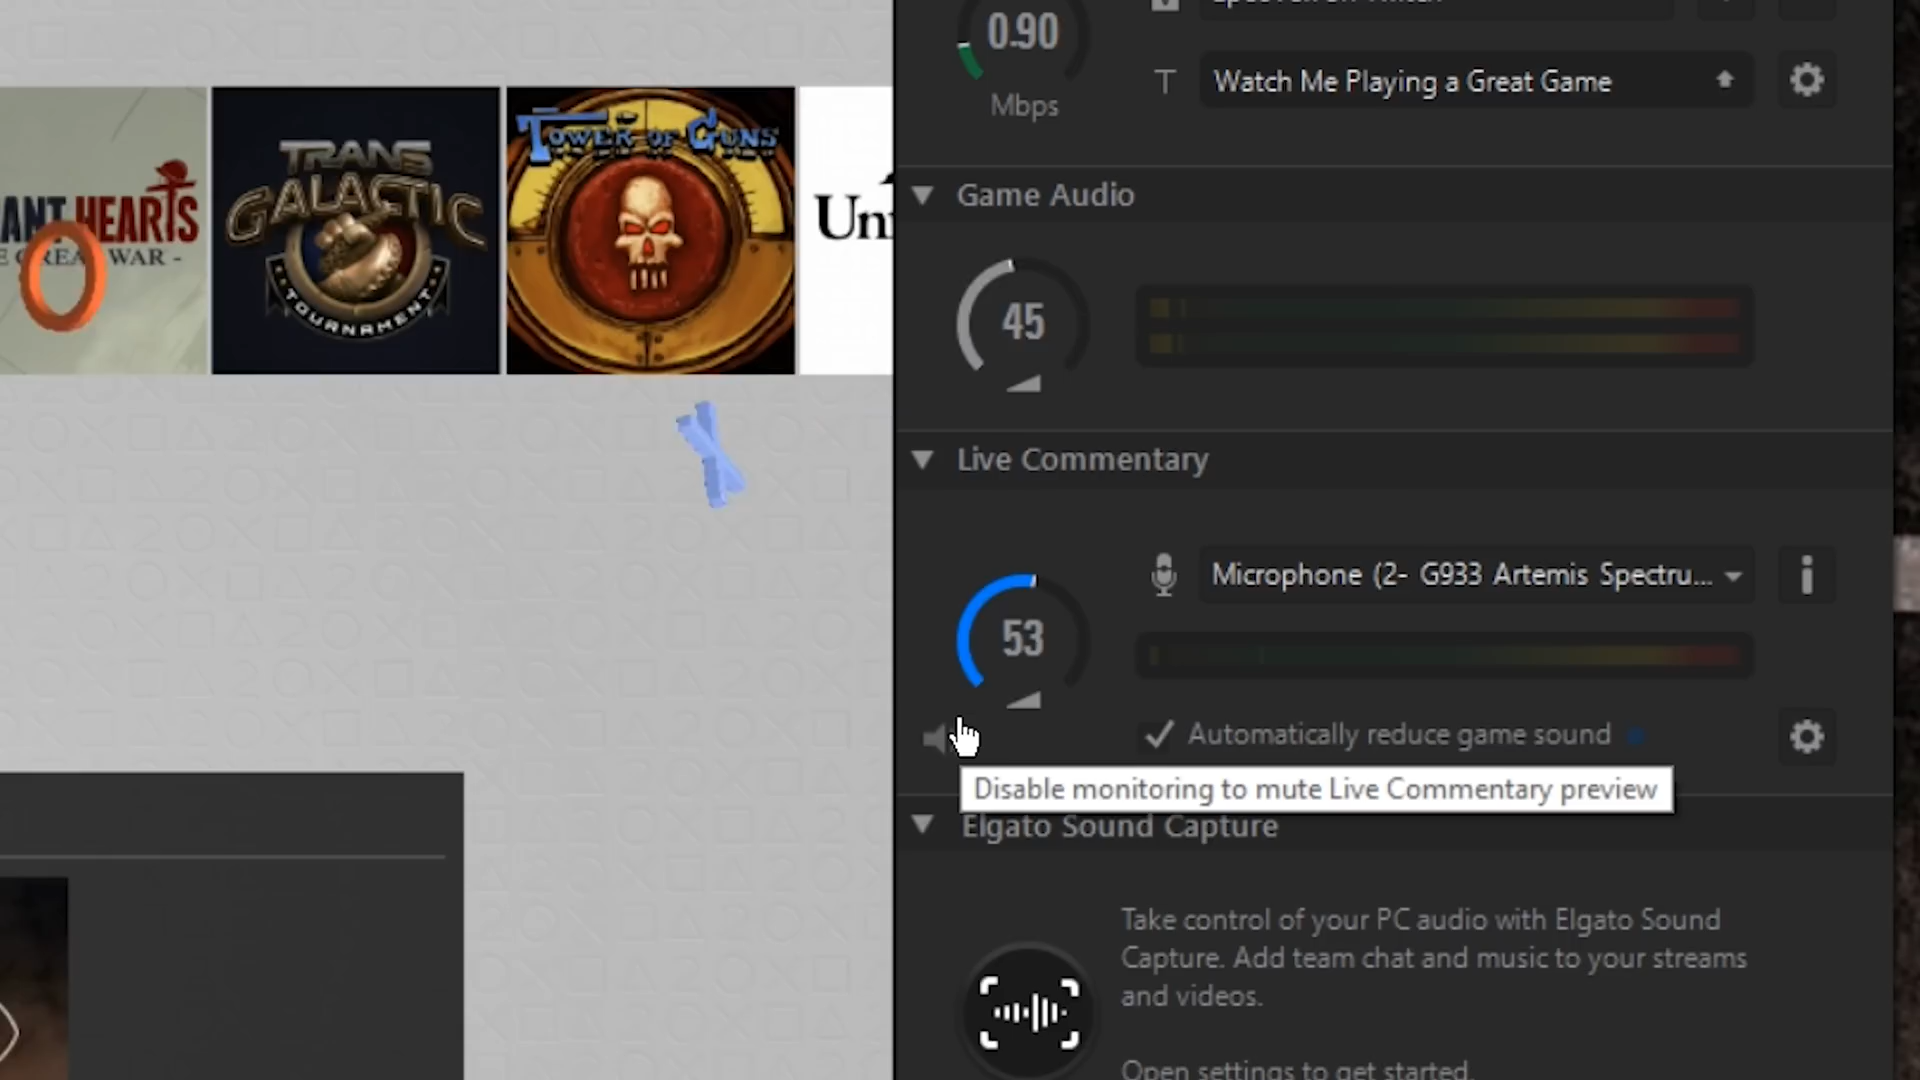 0.90
Mbps
Watch Me Playing a Great Game
ANT HEARTS
WAR -
TRANS
GALACTIC
TOURNAMENT
TOWER OF GUNS
Game Audio
45
Live Commentary
Microphone (2- G933 Artemis Spectru...
53
Automatically reduce game sound
Disable monitoring to mute Live Commentary preview
Elgato Sound Capture
Take control of your PC audio with Elgato Sound
Capture. Add team chat and music to your streams
and videos.
Open settings to get started.